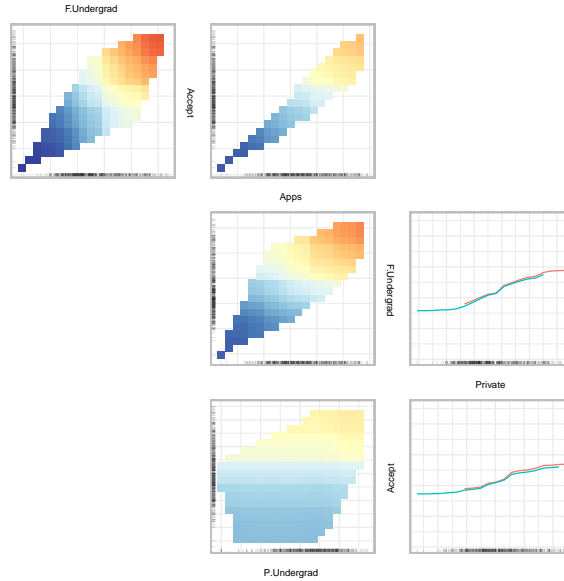 F.Undergrad
Accept
Apps
F.Undergrad
Private
Accept
P.Undergrad